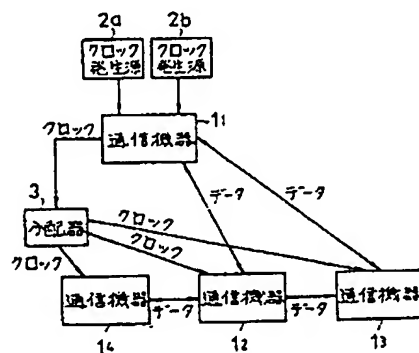 2a
2b
クロック
発生源
クロック
発生源
クロック
11
通信機器
データ
データ
3
分配器
クロック
クロック
クロック
通信機器
データ
通信機器
データ
通信機器
14
12
13